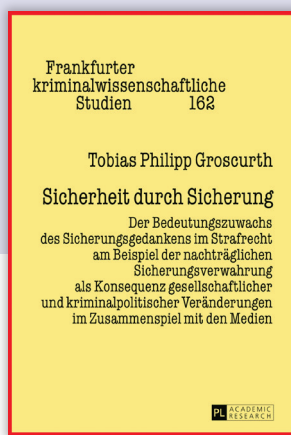 Frankfurter
kriminalwissenschaftliche
Studien 162
Tobias Philipp Groscurth
Sicherheit durch Sicherung
Der Bedeutungszuwachs
des Sicherungsgedankens im Strafrecht
am Beispiel der nachträglichen
Sicherungsverwahrung
als Konsequenz gesellschaftlicher
und kriminalpolitischer Veränderungen
im Zusammenspiel mit den Medien
PL ACADEMIC
RESEARCH